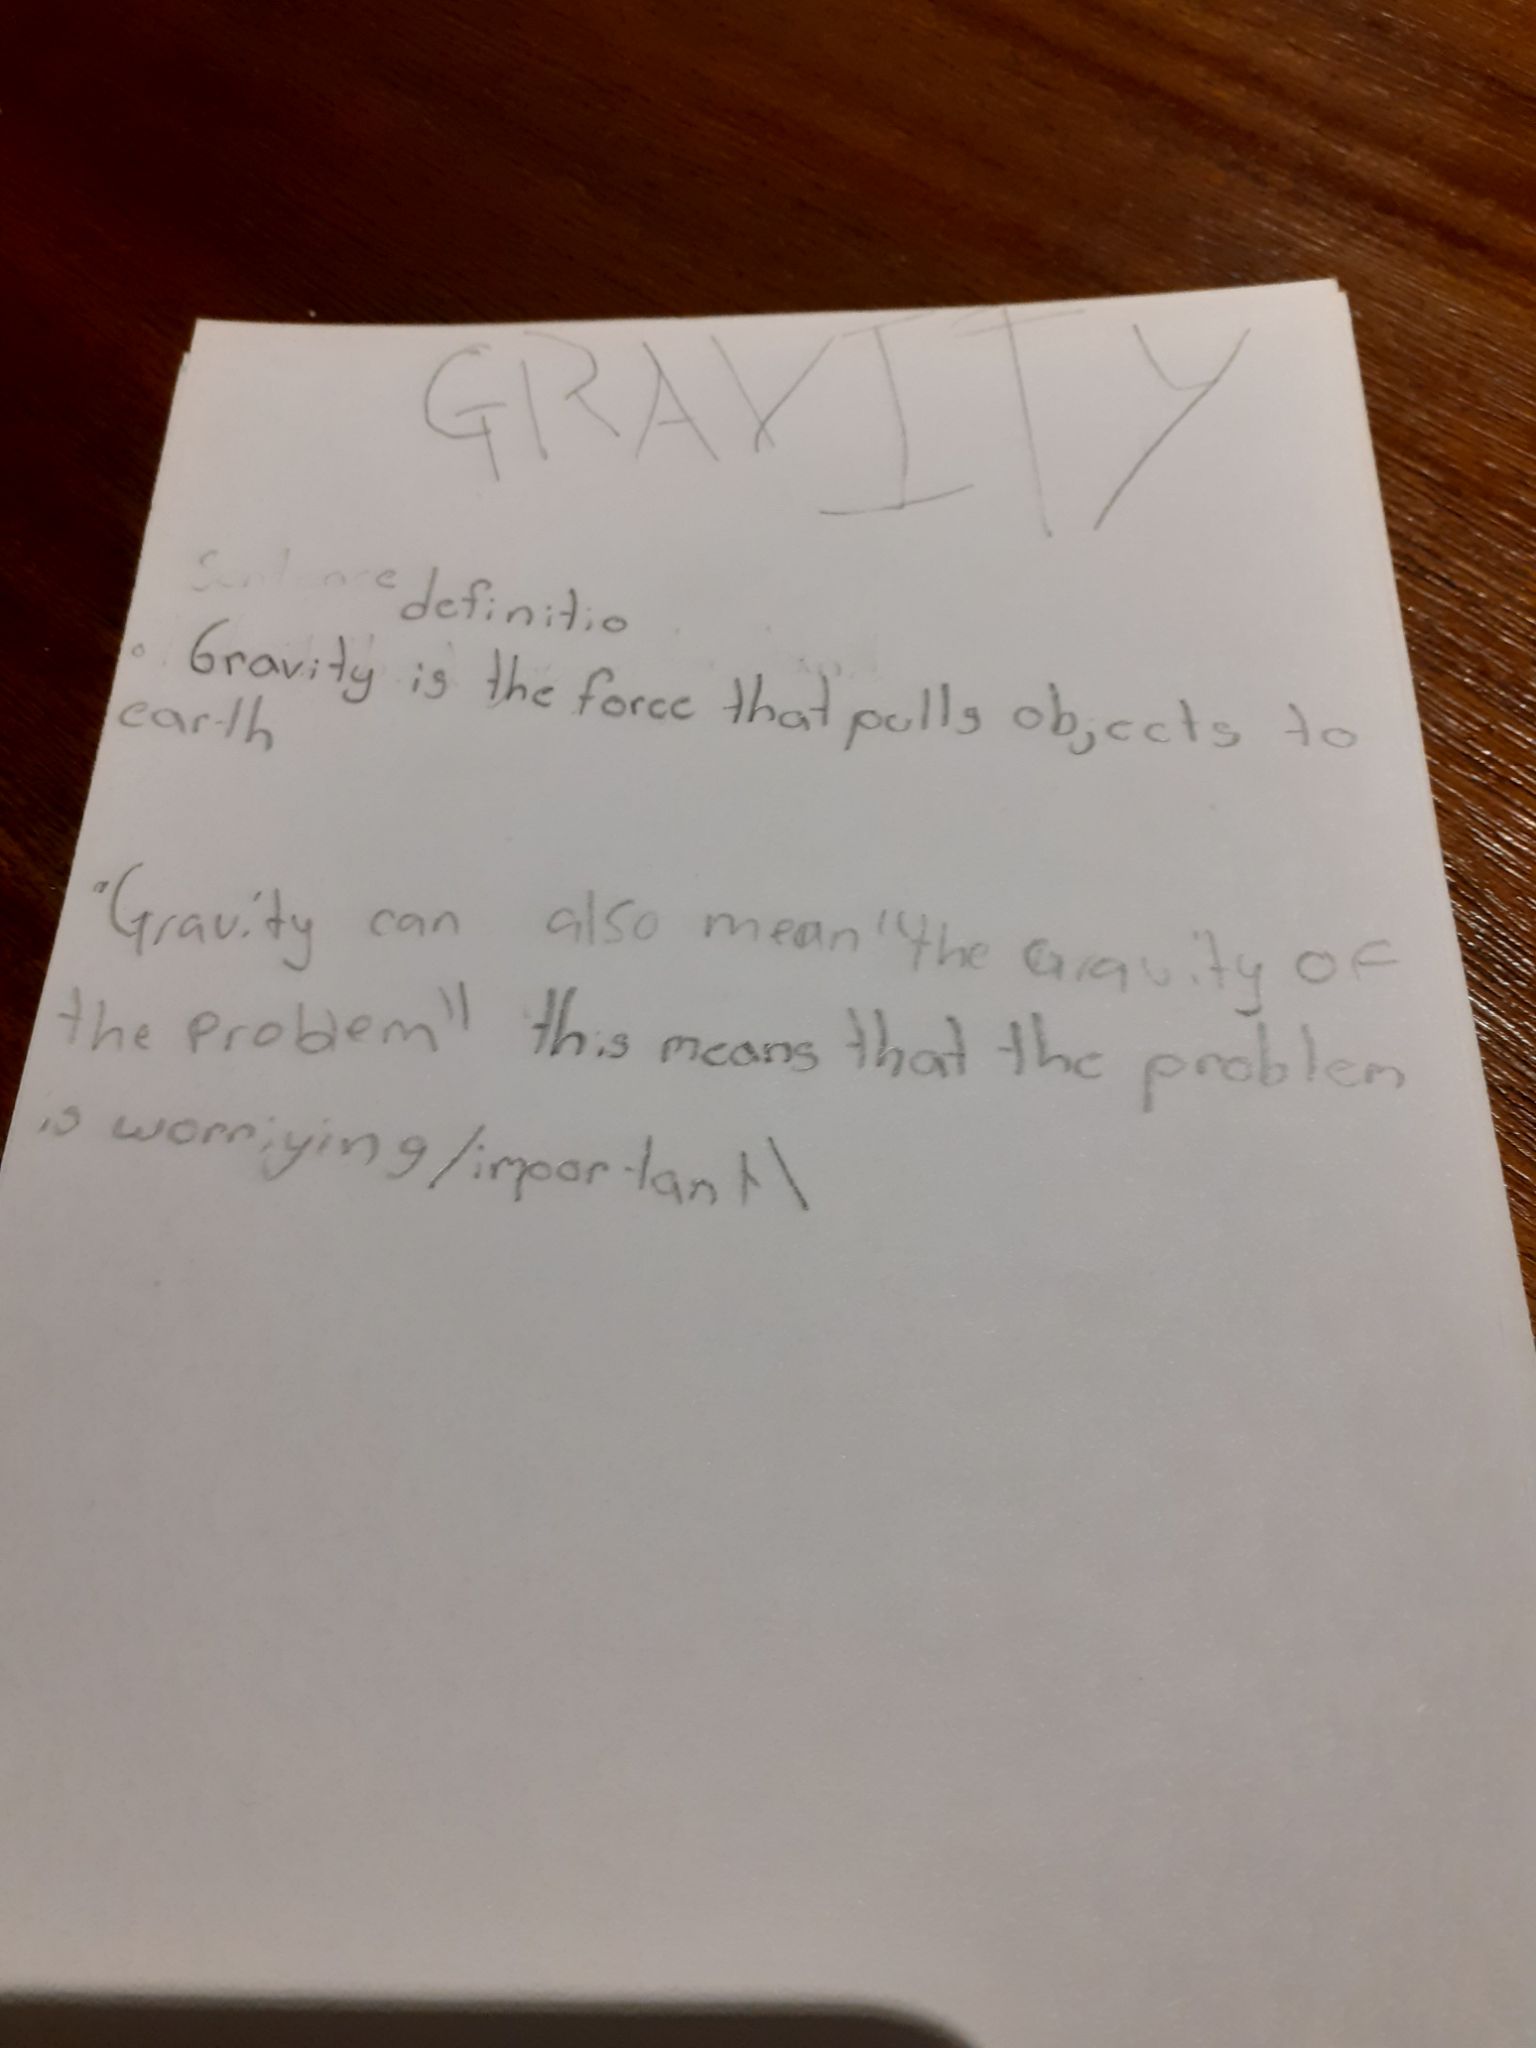 GRAVITY
Sentence definitio
• Gravity is the force that pulls objects to
earth
• Gravity can also mean "the Gravity of
the problem" this means that the problem
is worriying/important\